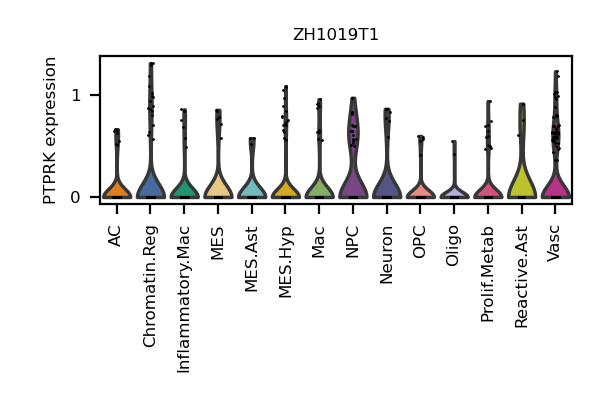 ZH1019T1
PTPRK expression
1
0
AC
Chromatin.Reg
Inflammatory.Mac
MES
MES.Ast
MES.Hyp
Mac
NPC
Neuron
OPC
Oligo
Prolif.Metab
Reactive.Ast
Vasc